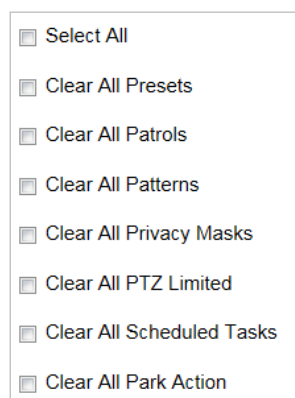 Select All
Clear All Presets
Clear All Patrols
Clear All Patterns
Clear All Privacy Masks
Clear All PTZ Limited
Clear All Scheduled Tasks
Clear All Park Action